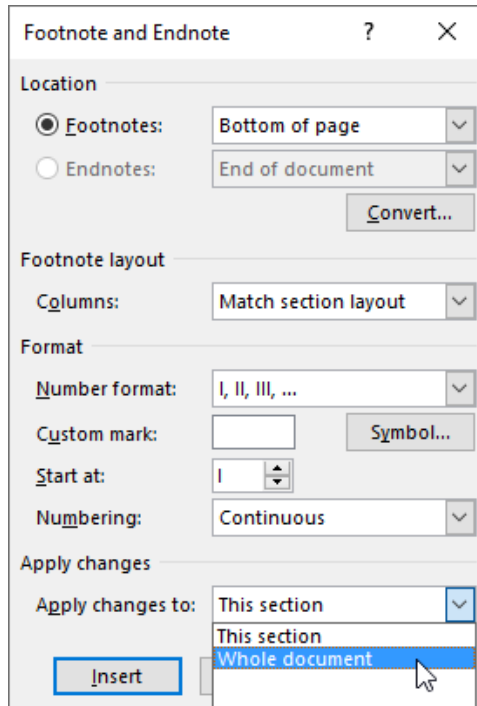 Footnote and Endnote ? ×
Location
Footnotes: Bottom of page
Endnotes: End of document
Convert...
Footnote layout
Columns: Match section layout
Format
Number format: I, II, III, ...
Custom mark: Symbol...
Start at: I
Numbering: Continuous
Apply changes
Apply changes to: This section
This section
Whole document
Insert